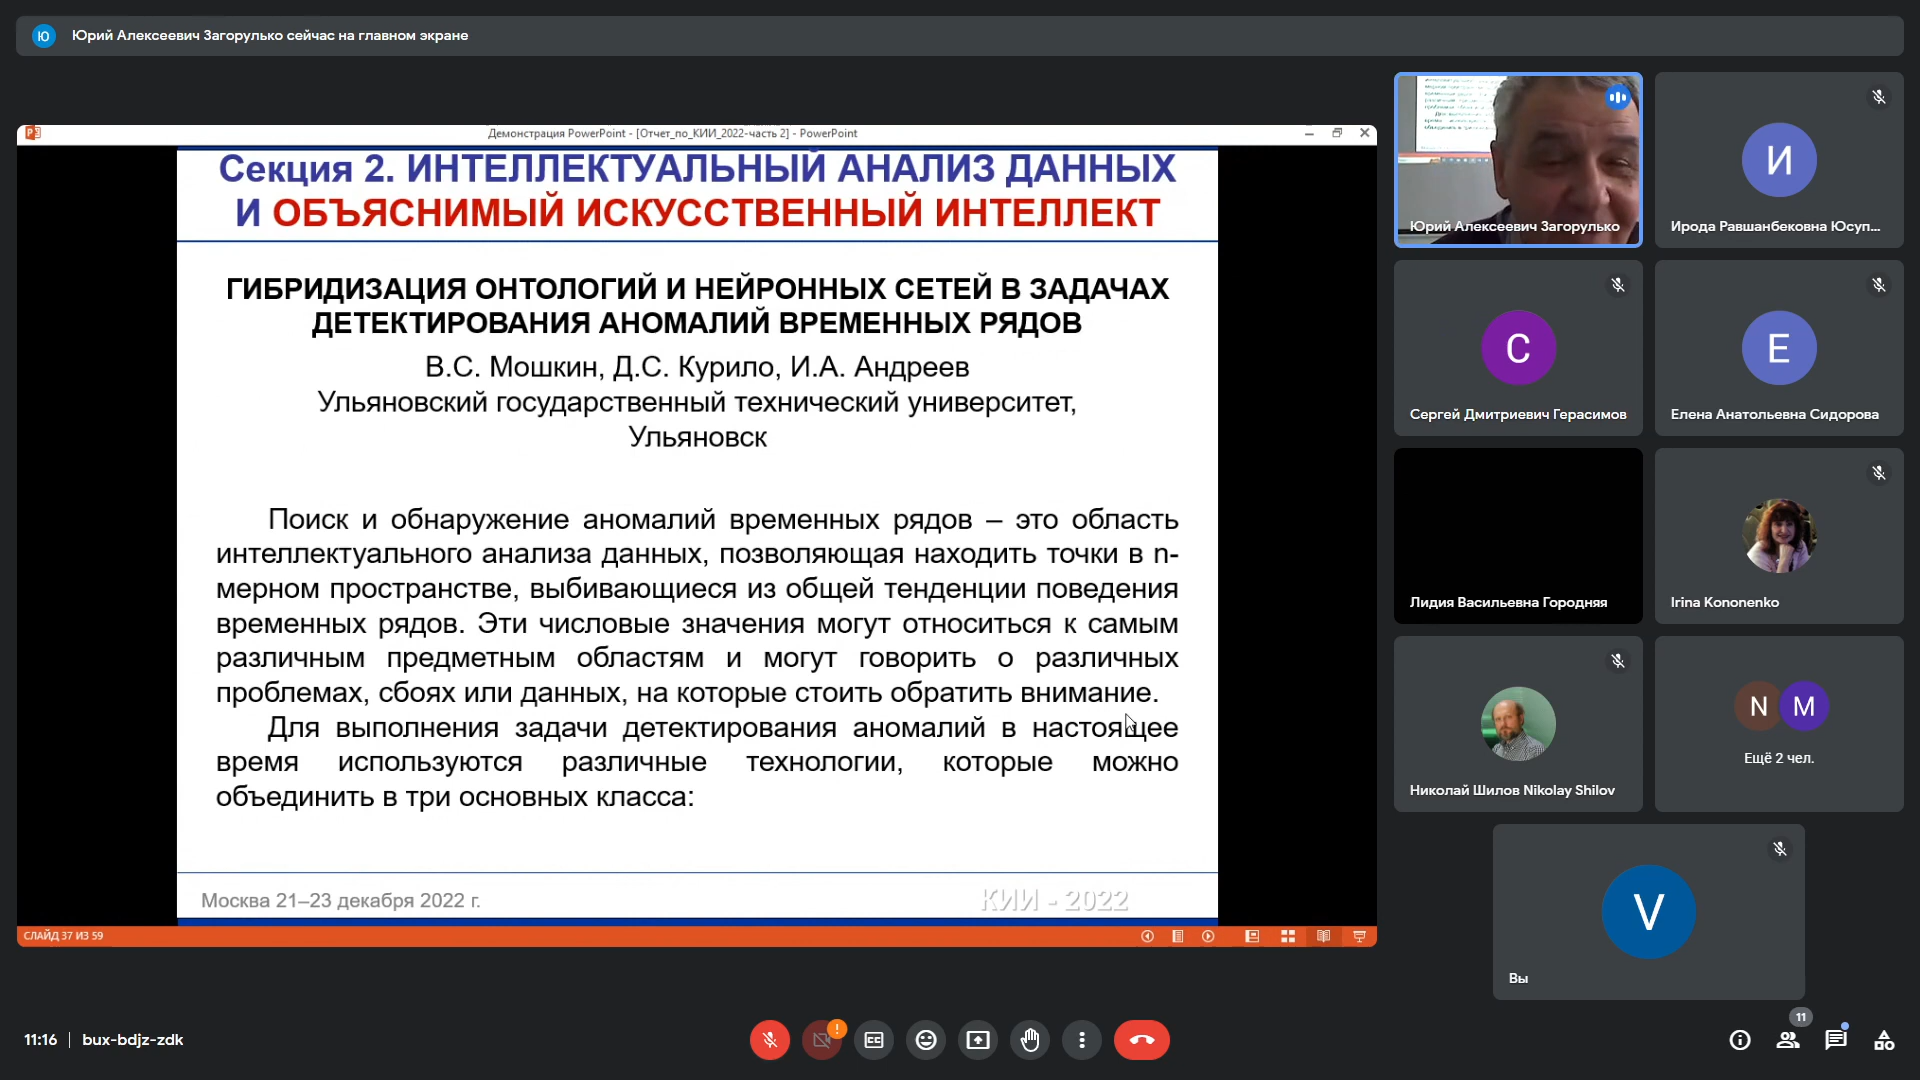 Ю
Юрий Алексеевич Загорулько сейчас на главном экране
Демонстрация PowerPoint - [Отчет_по_КИИ_2022-часть 2] - PowerPoint
Секция 2. ИНТЕЛЛЕКТУАЛЬНЫЙ АНАЛИЗ ДАННЫХ
И ОБЪЯСНИМЫЙ ИСКУССТВЕННЫЙ ИНТЕЛЛЕКТ
ГИБРИДИЗАЦИЯ ОНТОЛОГИЙ И НЕЙРОННЫХ СЕТЕЙ В ЗАДАЧАХ
ДЕТЕКТИРОВАНИЯ АНОМАЛИЙ ВРЕМЕННЫХ РЯДОВ
В.С. Мошкин, Д.С. Курило, И.А. Андреев
Ульяновский государственный технический университет,
Ульяновск
Поиск и обнаружение аномалий временных рядов – это область
интеллектуального анализа данных, позволяющая находить точки в n-
мерном пространстве, выбивающиеся из общей тенденции поведения
временных рядов. Эти числовые значения могут относиться к самым
различным предметным областям и могут говорить о различных
проблемах, сбоях или данных, на которые стоить обратить внимание.
Для выполнения задачи детектирования аномалий в настоящее
время используются различные технологии, которые можно
объединить в три основных класса:
Москва 21–23 декабря 2022 г.
КИИ - 2022
СЛАЙД 37 ИЗ 59
Юрий Алексеевич Загорулько
И
Ирода Равшанбековна Юсуп...
С
Сергей Дмитриевич Герасимов
Е
Елена Анатольевна Сидорова
Лидия Васильевна Городняя
Irina Kononenko
Николай Шилов Nikolay Shilov
N
M
Ещё 2 чел.
V
Вы
11:16 | bux-bdjz-zdk
CC
11